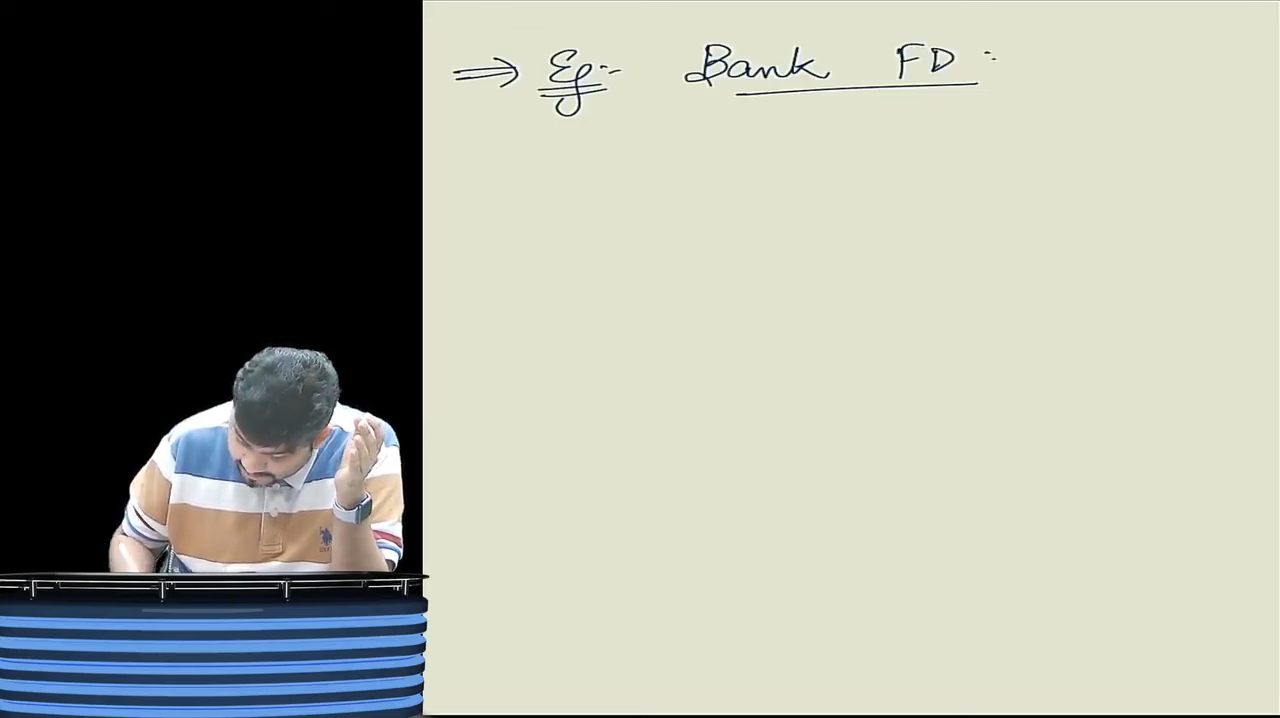 ⇒ Eg:- Bank FD :